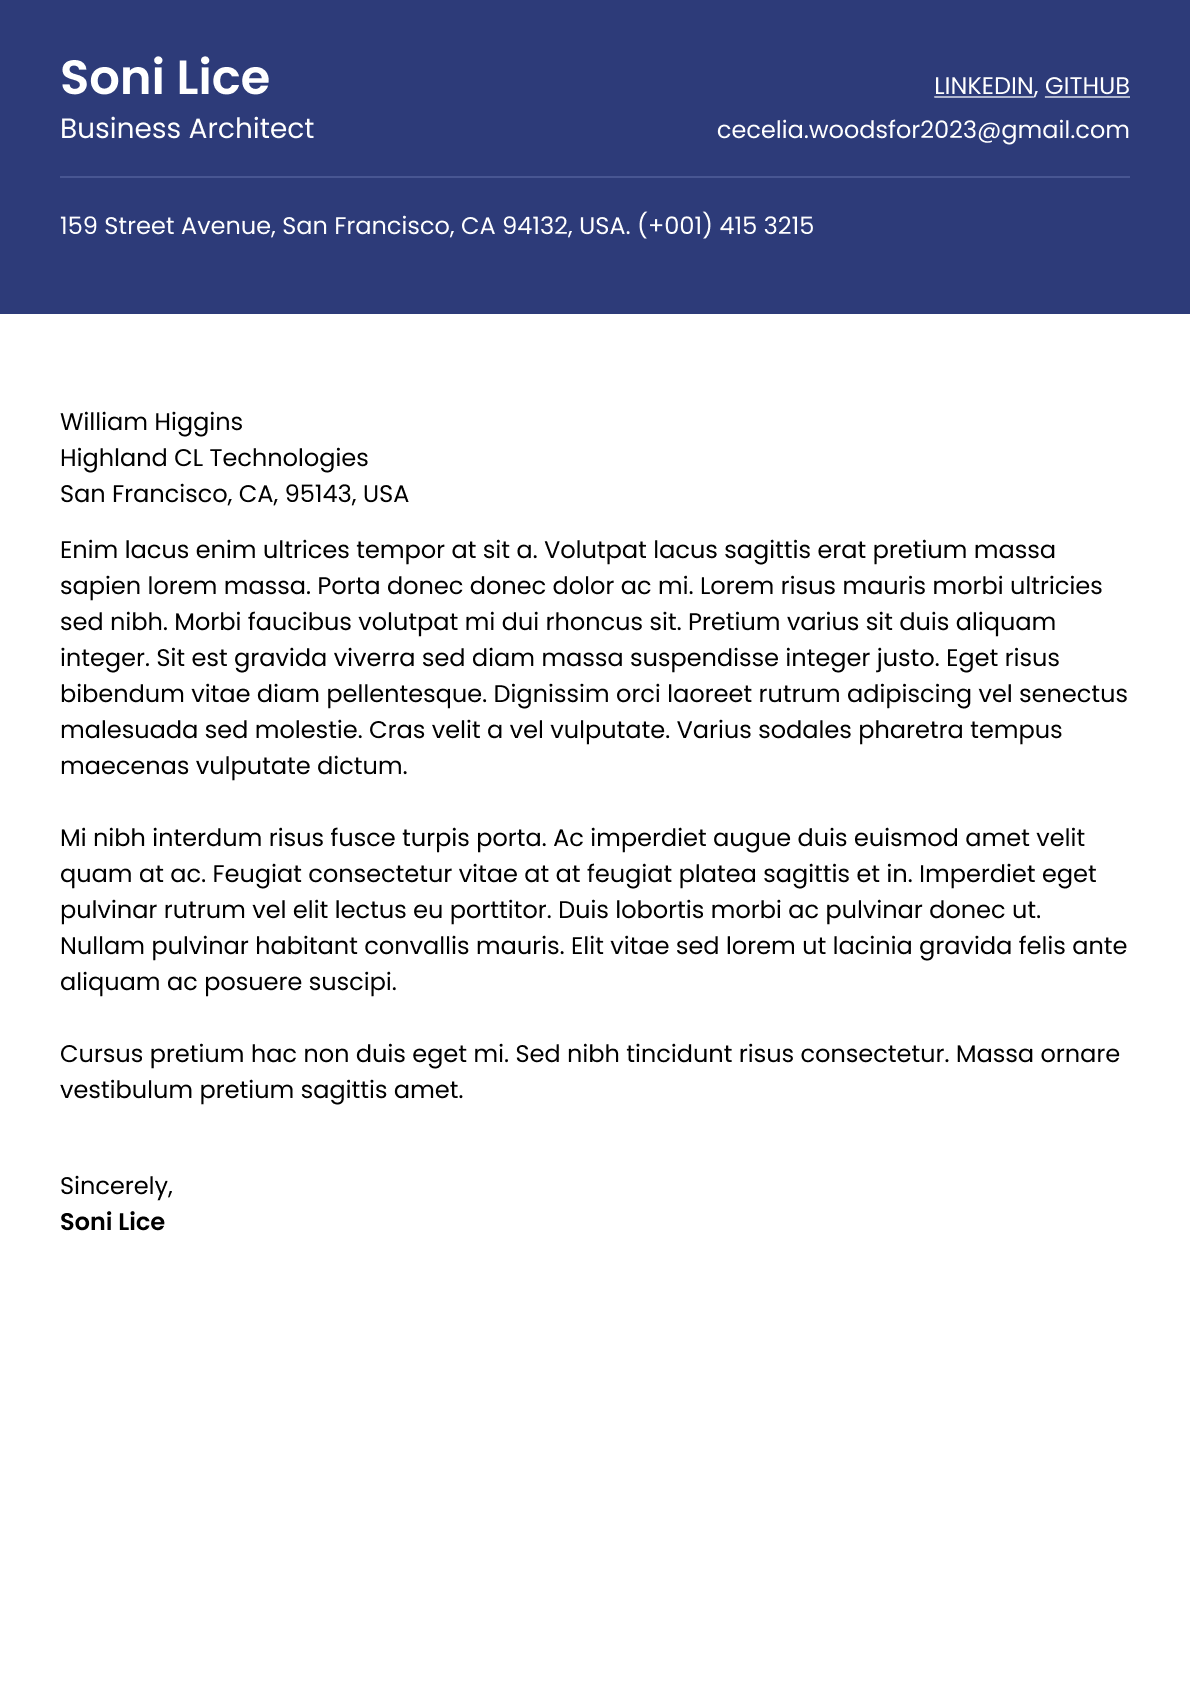 Soni Lice
Business Architect
LINKEDIN, GITHUB
cecelia.woodsfor2023@gmail.com
159 Street Avenue, San Francisco, CA 94132, USA. (+001) 415 3215
William Higgins
Highland CL Technologies
San Francisco, CA, 95143, USA
Enim lacus enim ultrices tempor at sit a. Volutpat lacus sagittis erat pretium massa
sapien lorem massa. Porta donec donec dolor ac mi. Lorem risus mauris morbi ultricies
sed nibh. Morbi faucibus volutpat mi dui rhoncus sit. Pretium varius sit duis aliquam
integer. Sit est gravida viverra sed diam massa suspendisse integer justo. Eget risus
bibendum vitae diam pellentesque. Dignissim orci laoreet rutrum adipiscing vel senectus
malesuada sed molestie. Cras velit a vel vulputate. Varius sodales pharetra tempus
maecenas vulputate dictum.
Mi nibh interdum risus fusce turpis porta. Ac imperdiet augue duis euismod amet velit
quam at ac. Feugiat consectetur vitae at at feugiat platea sagittis et in. Imperdiet eget
pulvinar rutrum vel elit lectus eu porttitor. Duis lobortis morbi ac pulvinar donec ut.
Nullam pulvinar habitant convallis mauris. Elit vitae sed lorem ut lacinia gravida felis ante
aliquam ac posuere suscipi.
Cursus pretium hac non duis eget mi. Sed nibh tincidunt risus consectetur. Massa ornare
vestibulum pretium sagittis amet.
Sincerely,
Soni Lice